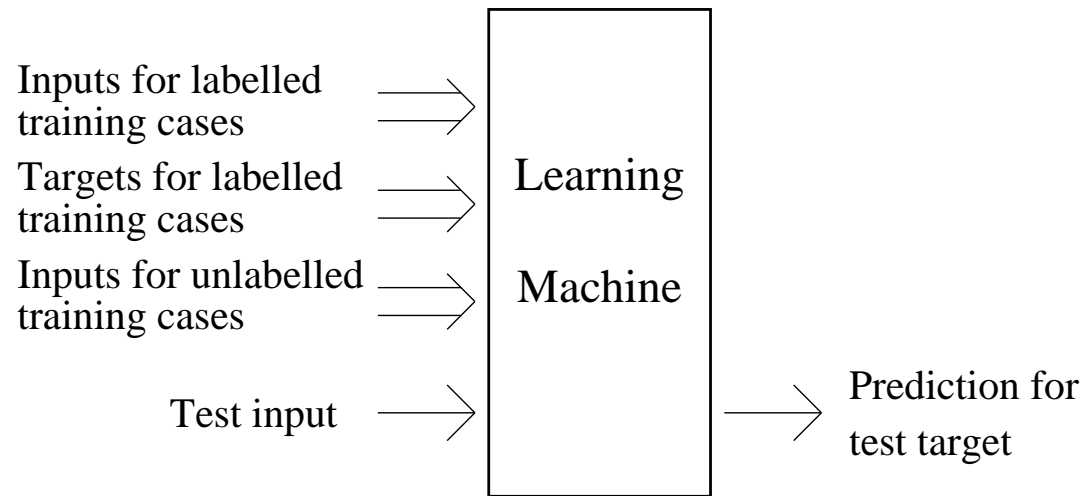 Inputs for labelled
training cases
Targets for labelled
training cases
Inputs for unlabelled
training cases
Test input
Learning
Machine
Prediction for
test target